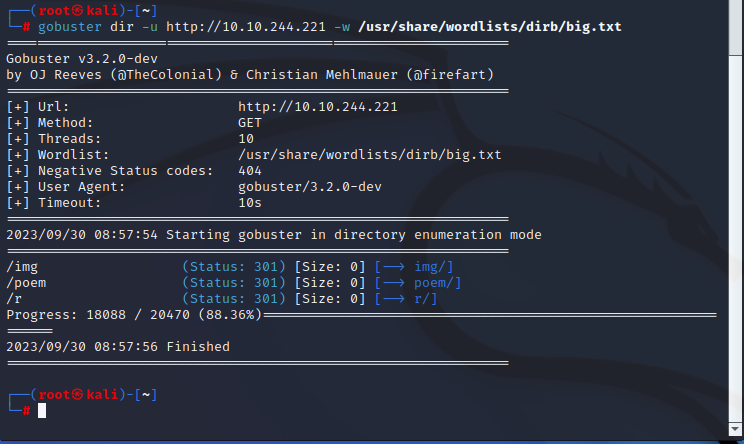 ┌──(root㉿kali)-[~]
└─# gobuster dir -u http://10.10.244.221 -w /usr/share/wordlists/dirb/big.txt
===============================================================
Gobuster v3.2.0-dev
by OJ Reeves (@TheColonial) & Christian Mehlmauer (@firefart)
===============================================================
[+] Url:                     http://10.10.244.221
[+] Method:                  GET
[+] Threads:                 10
[+] Wordlist:                /usr/share/wordlists/dirb/big.txt
[+] Negative Status codes:   404
[+] User Agent:              gobuster/3.2.0-dev
[+] Timeout:                 10s
===============================================================
2023/09/30 08:57:54 Starting gobuster in directory enumeration mode
===============================================================
/img                  (Status: 301) [Size: 0] [--> img/]
/poem                 (Status: 301) [Size: 0] [--> poem/]
/r                    (Status: 301) [Size: 0] [--> r/]
Progress: 18088 / 20470 (88.36%)=========================================================
======
2023/09/30 08:57:56 Finished
===============================================================
┌──(root㉿kali)-[~]
└─#